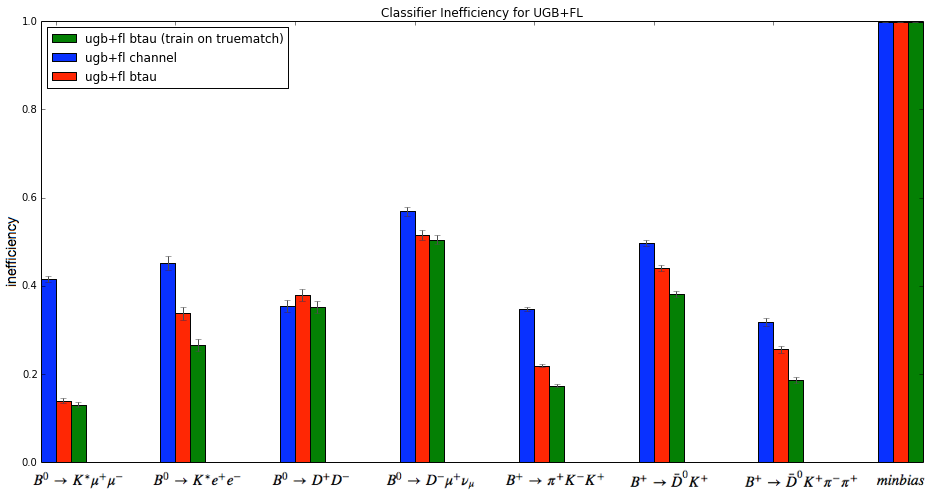 Classifier Inefficiency for UGB+FL
1.0
0.8
0.6
0.4
0.2
0.0
inefficiency
ugb+fl btau (train on truematch)
ugb+fl channel
ugb+fl btau
B⁰ → K*μ⁺μ⁻
B⁰ → K*e⁺e⁻
B⁰ → D⁺D⁻
B⁰ → D⁻μ⁺ν_μ
B⁺ → π⁺K⁻K⁺
B⁺ → D̄⁰K⁺
B⁺ → D̄⁰K⁺π⁻π⁺
minbias